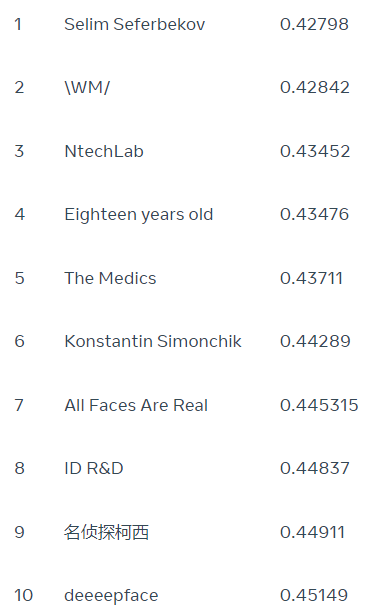 1 Selim Seferbekov 0.42798
2 \WM/ 0.42842
3 NtechLab 0.43452
4 Eighteen years old 0.43476
5 The Medics 0.43711
6 Konstantin Simonchik 0.44289
7 All Faces Are Real 0.445315
8 ID R&D 0.44837
9 名侦探柯西 0.44911
10 deeeepface 0.45149